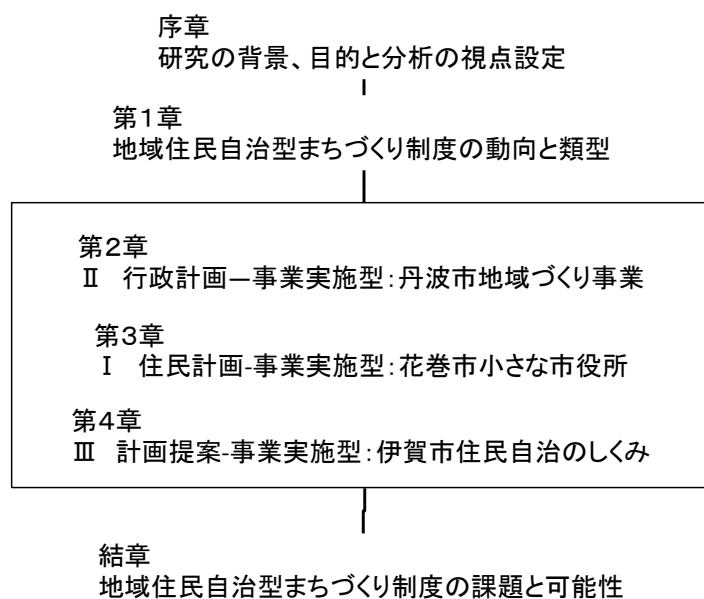 序章
研究の背景、目的と分析の視点設定
第１章
地域住民自治型まちづくり制度の動向と類型
第２章
Ⅱ　行政計画―事業実施型：丹波市地域づくり事業
第３章
Ⅰ　住民計画-事業実施型：花巻市小さな市役所
第４章
Ⅲ　計画提案-事業実施型：伊賀市住民自治のしくみ
結章
地域住民自治型まちづくり制度の課題と可能性